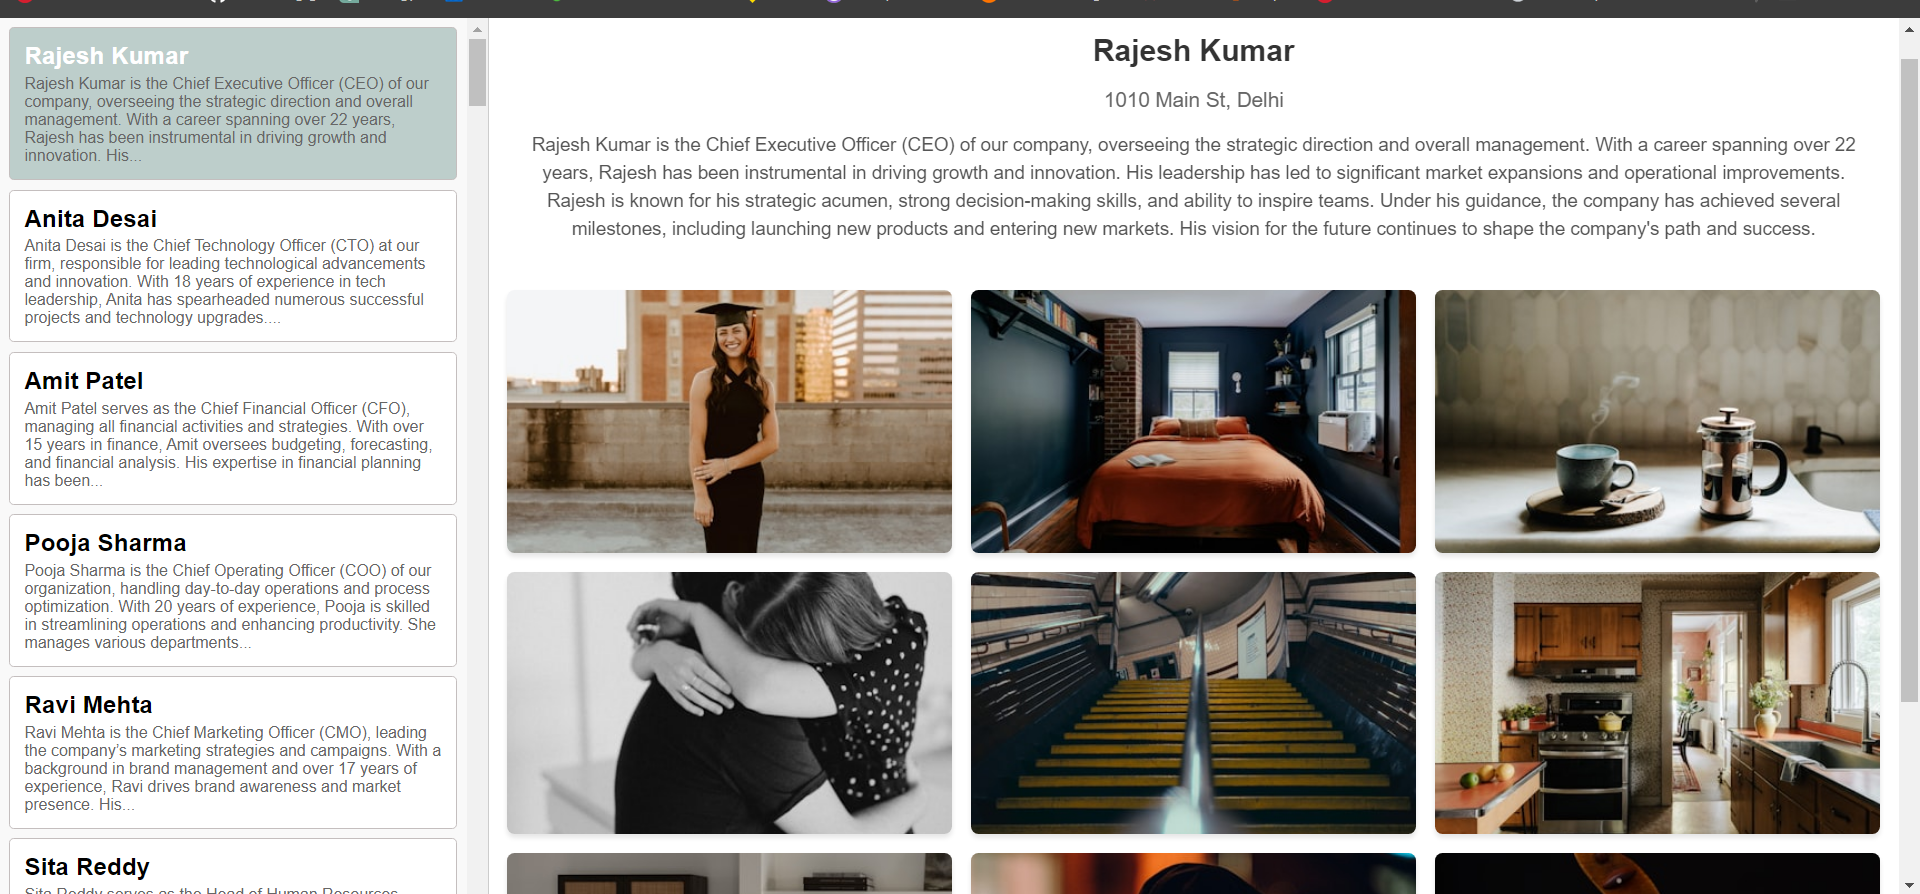 Rajesh Kumar
Rajesh Kumar is the Chief Executive Officer (CEO) of our
company, overseeing the strategic direction and overall
management. With a career spanning over 22 years,
Rajesh has been instrumental in driving growth and
innovation. His...
Anita Desai
Anita Desai is the Chief Technology Officer (CTO) at our
firm, responsible for leading technological advancements
and innovation. With 18 years of experience in tech
leadership, Anita has spearheaded numerous successful
projects and technology upgrades....
Amit Patel
Amit Patel serves as the Chief Financial Officer (CFO),
managing all financial activities and strategies. With over
15 years in finance, Amit oversees budgeting, forecasting,
and financial analysis. His expertise in financial planning
has been...
Pooja Sharma
Pooja Sharma is the Chief Operating Officer (COO) of our
organization, handling day-to-day operations and process
optimization. With 20 years of experience, Pooja is skilled
in streamlining operations and enhancing productivity. She
manages various departments...
Ravi Mehta
Ravi Mehta is the Chief Marketing Officer (CMO), leading
the company’s marketing strategies and campaigns. With a
background in brand management and over 17 years of
experience, Ravi drives brand awareness and market
presence. His...
Sita Reddy
Sita Reddy serves as the Head of Human Resources
Rajesh Kumar
1010 Main St, Delhi
Rajesh Kumar is the Chief Executive Officer (CEO) of our company, overseeing the strategic direction and overall management. With a career spanning over 22
years, Rajesh has been instrumental in driving growth and innovation. His leadership has led to significant market expansions and operational improvements.
Rajesh is known for his strategic acumen, strong decision-making skills, and ability to inspire teams. Under his guidance, the company has achieved several
milestones, including launching new products and entering new markets. His vision for the future continues to shape the company's path and success.